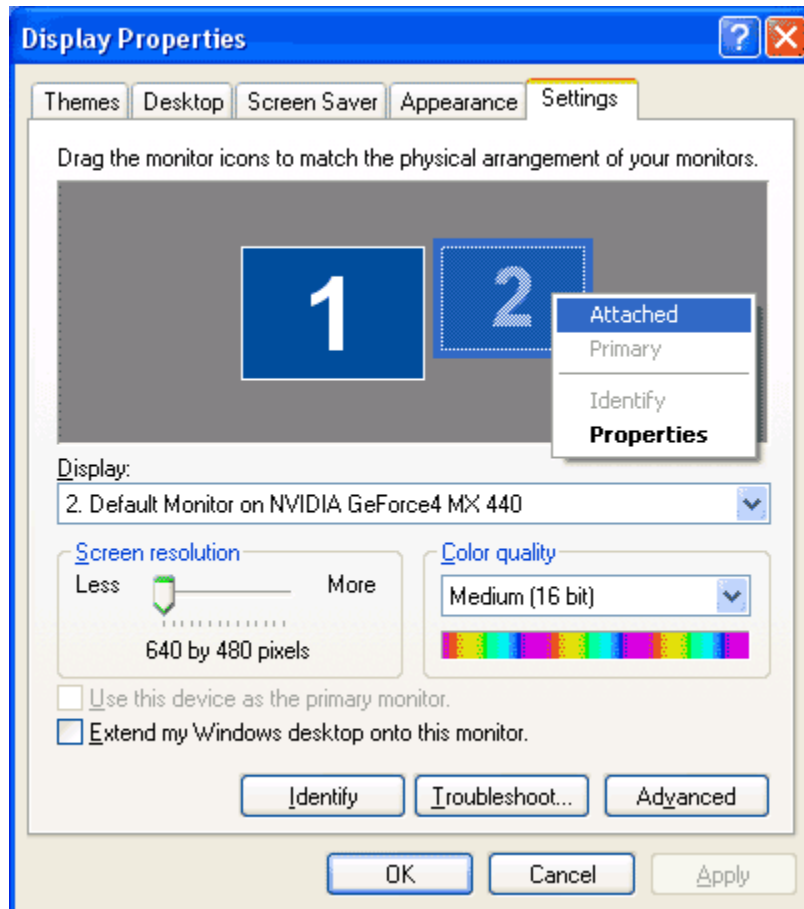 Display Properties
Themes Desktop Screen Saver Appearance Settings
Drag the monitor icons to match the physical arrangement of your monitors.
1 2
Attached
Primary
Identify
Properties
Display:
2. Default Monitor on NVIDIA GeForce4 MX 440
Screen resolution
Less More
640 by 480 pixels
Color quality
Medium (16 bit)
Use this device as the primary monitor.
Extend my Windows desktop onto this monitor.
Identify Troubleshoot... Advanced
OK Cancel Apply